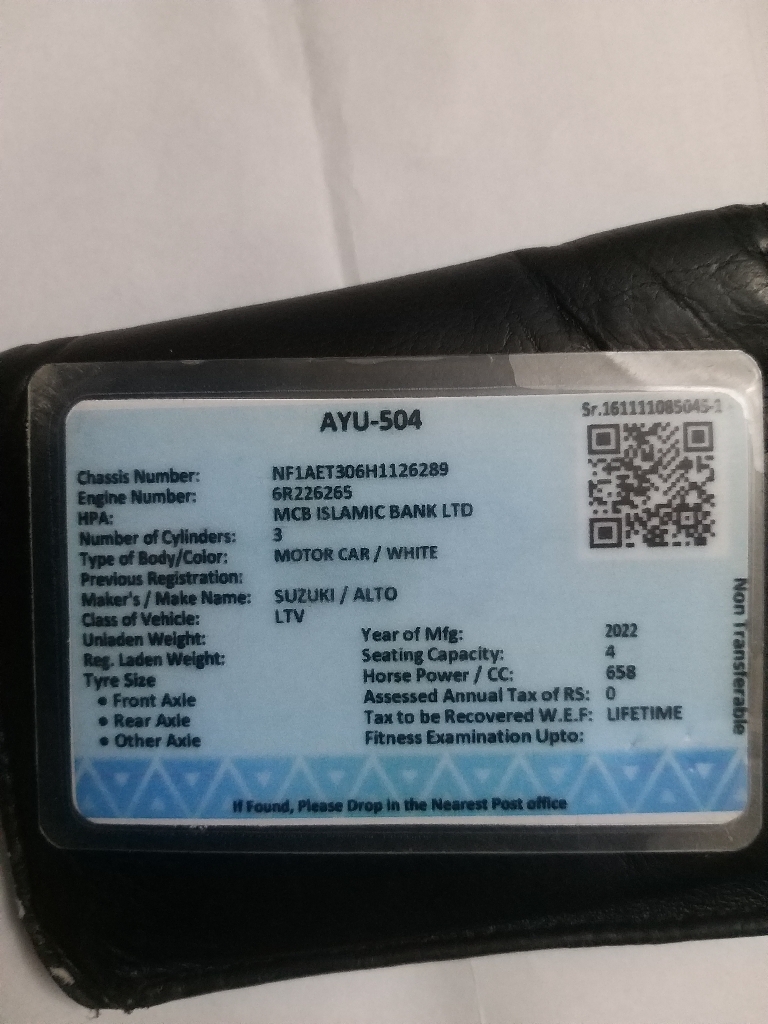 AYU-504
Sr.161111085045-1
Chassis Number: NF1AET306H1126289
Engine Number: 6R226265
HPA: MCB ISLAMIC BANK LTD
Number of Cylinders: 3
Type of Body/Color: MOTOR CAR / WHITE
Previous Registration:
Maker's / Make Name: SUZUKI / ALTO
Class of Vehicle: LTV
Unladen Weight:
Reg. Laden Weight:
Tyre Size
• Front Axle
• Rear Axle
• Other Axle
Year of Mfg: 2022
Seating Capacity: 4
Horse Power / CC: 658
Assessed Annual Tax of RS: 0
Tax to be Recovered W.E.F: LIFETIME
Fitness Examination Upto:
Non Transferable
If Found, Please Drop in the Nearest Post office